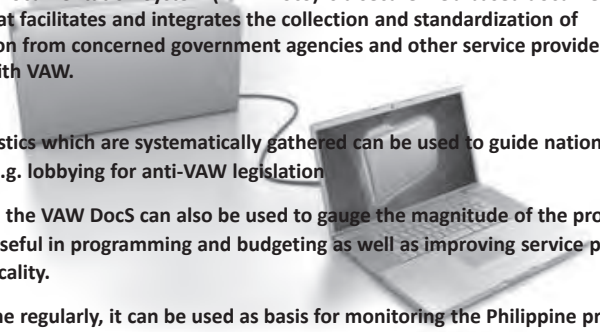 at facilitates and integrates the collection and standardization of
on from concerned government agencies and other service provide
ith VAW.
stics which are systematically gathered can be used to guide nation
.g. lobbying for anti-VAW legislation
the VAW DocS can also be used to gauge the magnitude of the pro
seful in programming and budgeting as well as improving service p
cality.
ne regularly, it can be used as basis for monitoring the Philippine pr